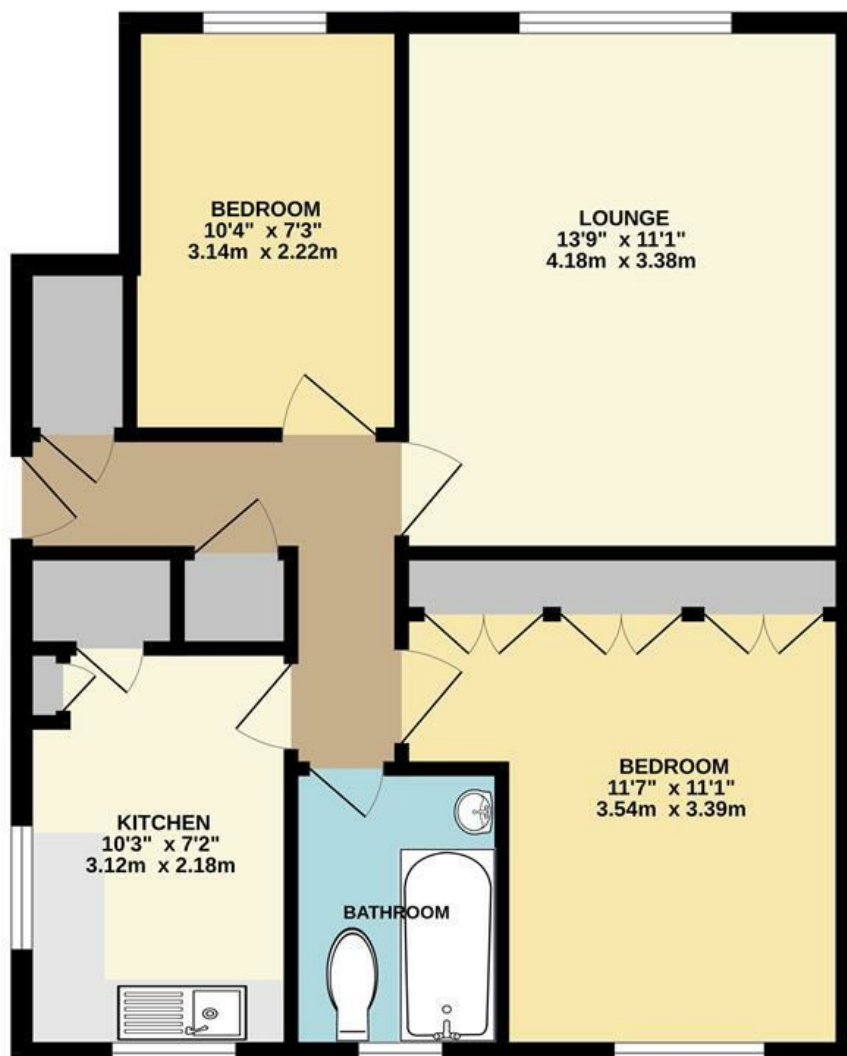 BEDROOM
10'4" x 7'3"
3.14m x 2.22m
LOUNGE
13'9" x 11'1"
4.18m x 3.38m
BEDROOM
11'7" x 11'1"
3.54m x 3.39m
KITCHEN
10'3" x 7'2"
3.12m x 2.18m
BATHROOM